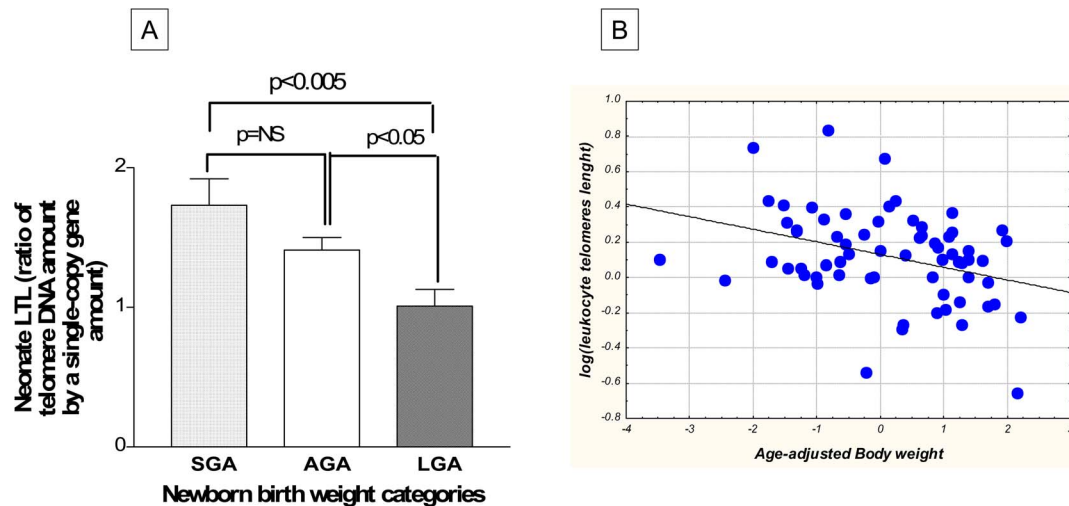 A
p<0.005
p=NS
p<0.05
2
1
0
Neonate LTL (ratio of
telomere DNA amount
by a single-copy gene
amount)
SGA AGA LGA
Newborn birth weight categories
B
1.0
0.8
0.6
0.4
0.2
0.0
-0.2
-0.4
-0.6
-0.8
log(leukocyte telomeres lenght)
-4 -3 -2 -1 0 1 2 3
Age-adjusted Body weight